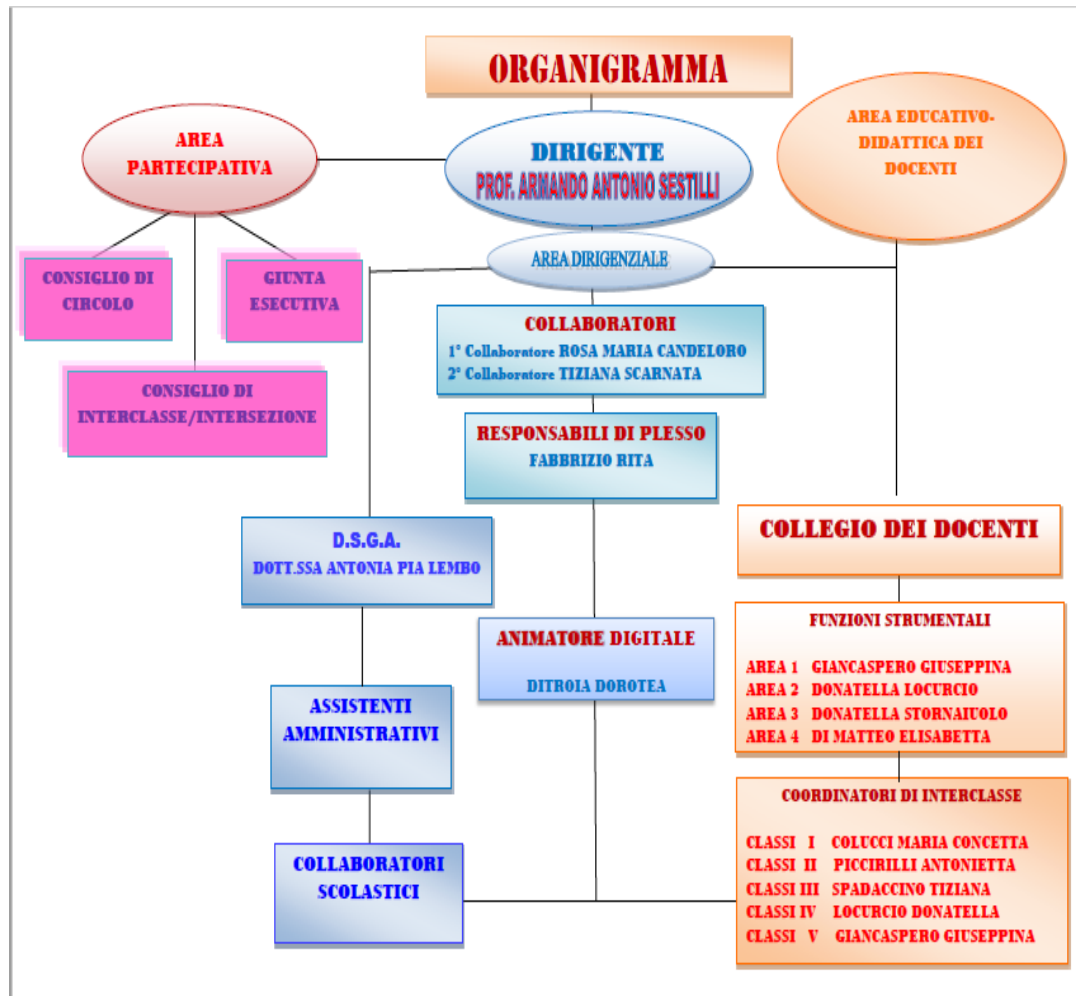 ORGANIGRAMMA
AREA
PARTECIPATIVA
DIRIGENTE
PROF. ARMANDO ANTONIO SESTILLI
AREA EDUCATIVO-
DIDATTICA DEI
DOCENTI
AREA DIRIGENZIALE
CONSIGLIO DI
CIRCOLO
GIUNTA
ESECUTIVA
CONSIGLIO DI
INTERCLASSE/INTERSEZIONE
COLLABORATORI
1° Collaboratore ROSA MARIA CANDELORO
2° Collaboratore TIZIANA SCARNATA
RESPONSABILI DI PLESSO
FABBRIZIO RITA
D.S.G.A.
DOTT.SSA ANTONIA PIA LEMBO
COLLEGIO DEI DOCENTI
ANIMATORE DIGITALE
DITROIA DOROTEA
FUNZIONI STRUMENTALI
AREA 1 GIANCASPERO GIUSEPPINA
AREA 2 DONATELLA LOCURCIO
AREA 3 DONATELLA STORNAIUOLO
AREA 4 DI MATTEO ELISABETTA
ASSISTENTI
AMMINISTRATIVI
COORDINATORI DI INTERCLASSE
CLASSI I COLUCCI MARIA CONCETTA
CLASSI II PICCIRILLI ANTONIETTA
CLASSI III SPADACCINO TIZIANA
CLASSI IV LOCURCIO DONATELLA
CLASSI V GIANCASPERO GIUSEPPINA
COLLABORATORI
SCOLASTICI